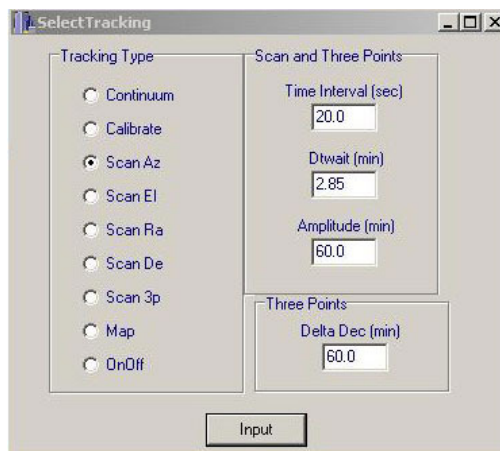 SelectTracking
Tracking Type
Continuum
Calibrate
Scan Az
Scan El
Scan Ra
Scan De
Scan 3p
Map
OnOff
Scan and Three Points
Time Interval (sec)
20.0
Dtwait (min)
2.85
Amplitude (min)
60.0
Three Points
Delta Dec (min)
60.0
Input